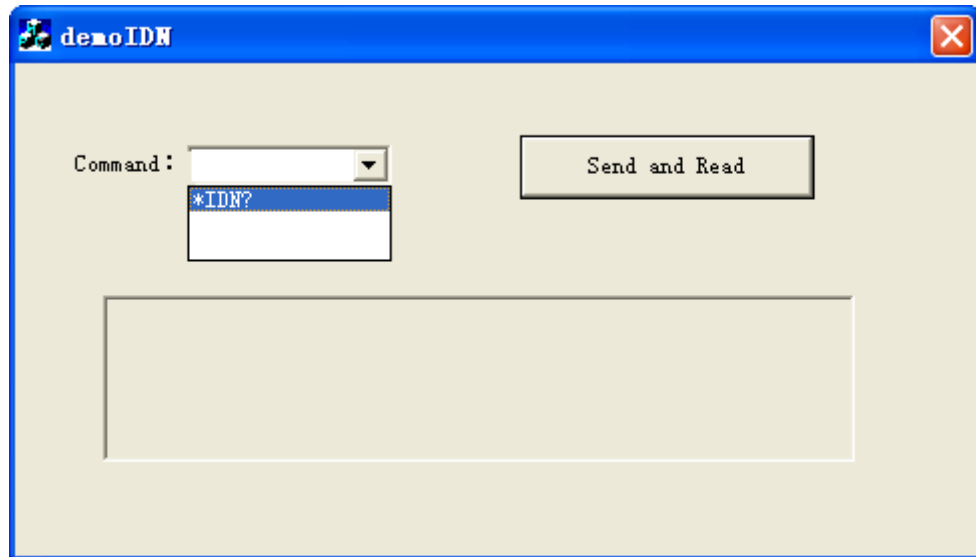 demoIDN
Command： Send and Read
*IDN?